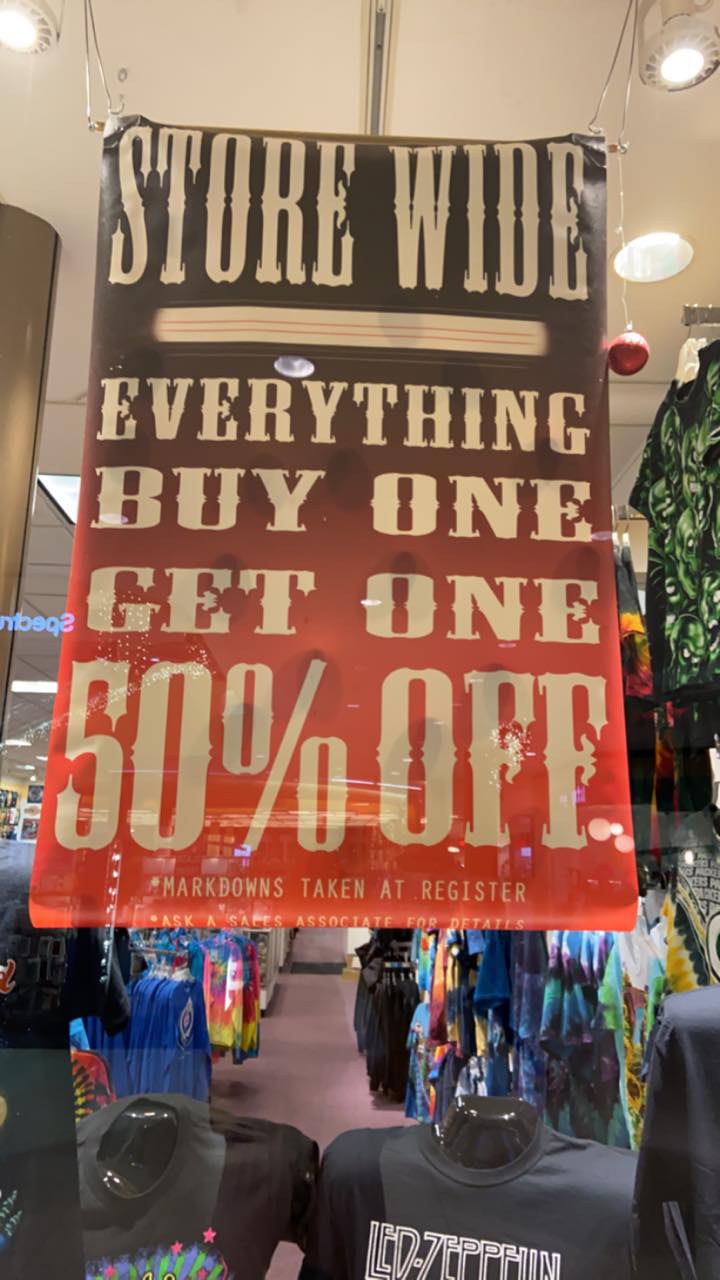 STORE WIDE
EVERYTHING
BUY ONE
GET ONE
50% OFF
*MARKDOWNS TAKEN AT REGISTER
*ASK A SALES ASSOCIATE FOR DETAILS
LED-ZEPPELIN